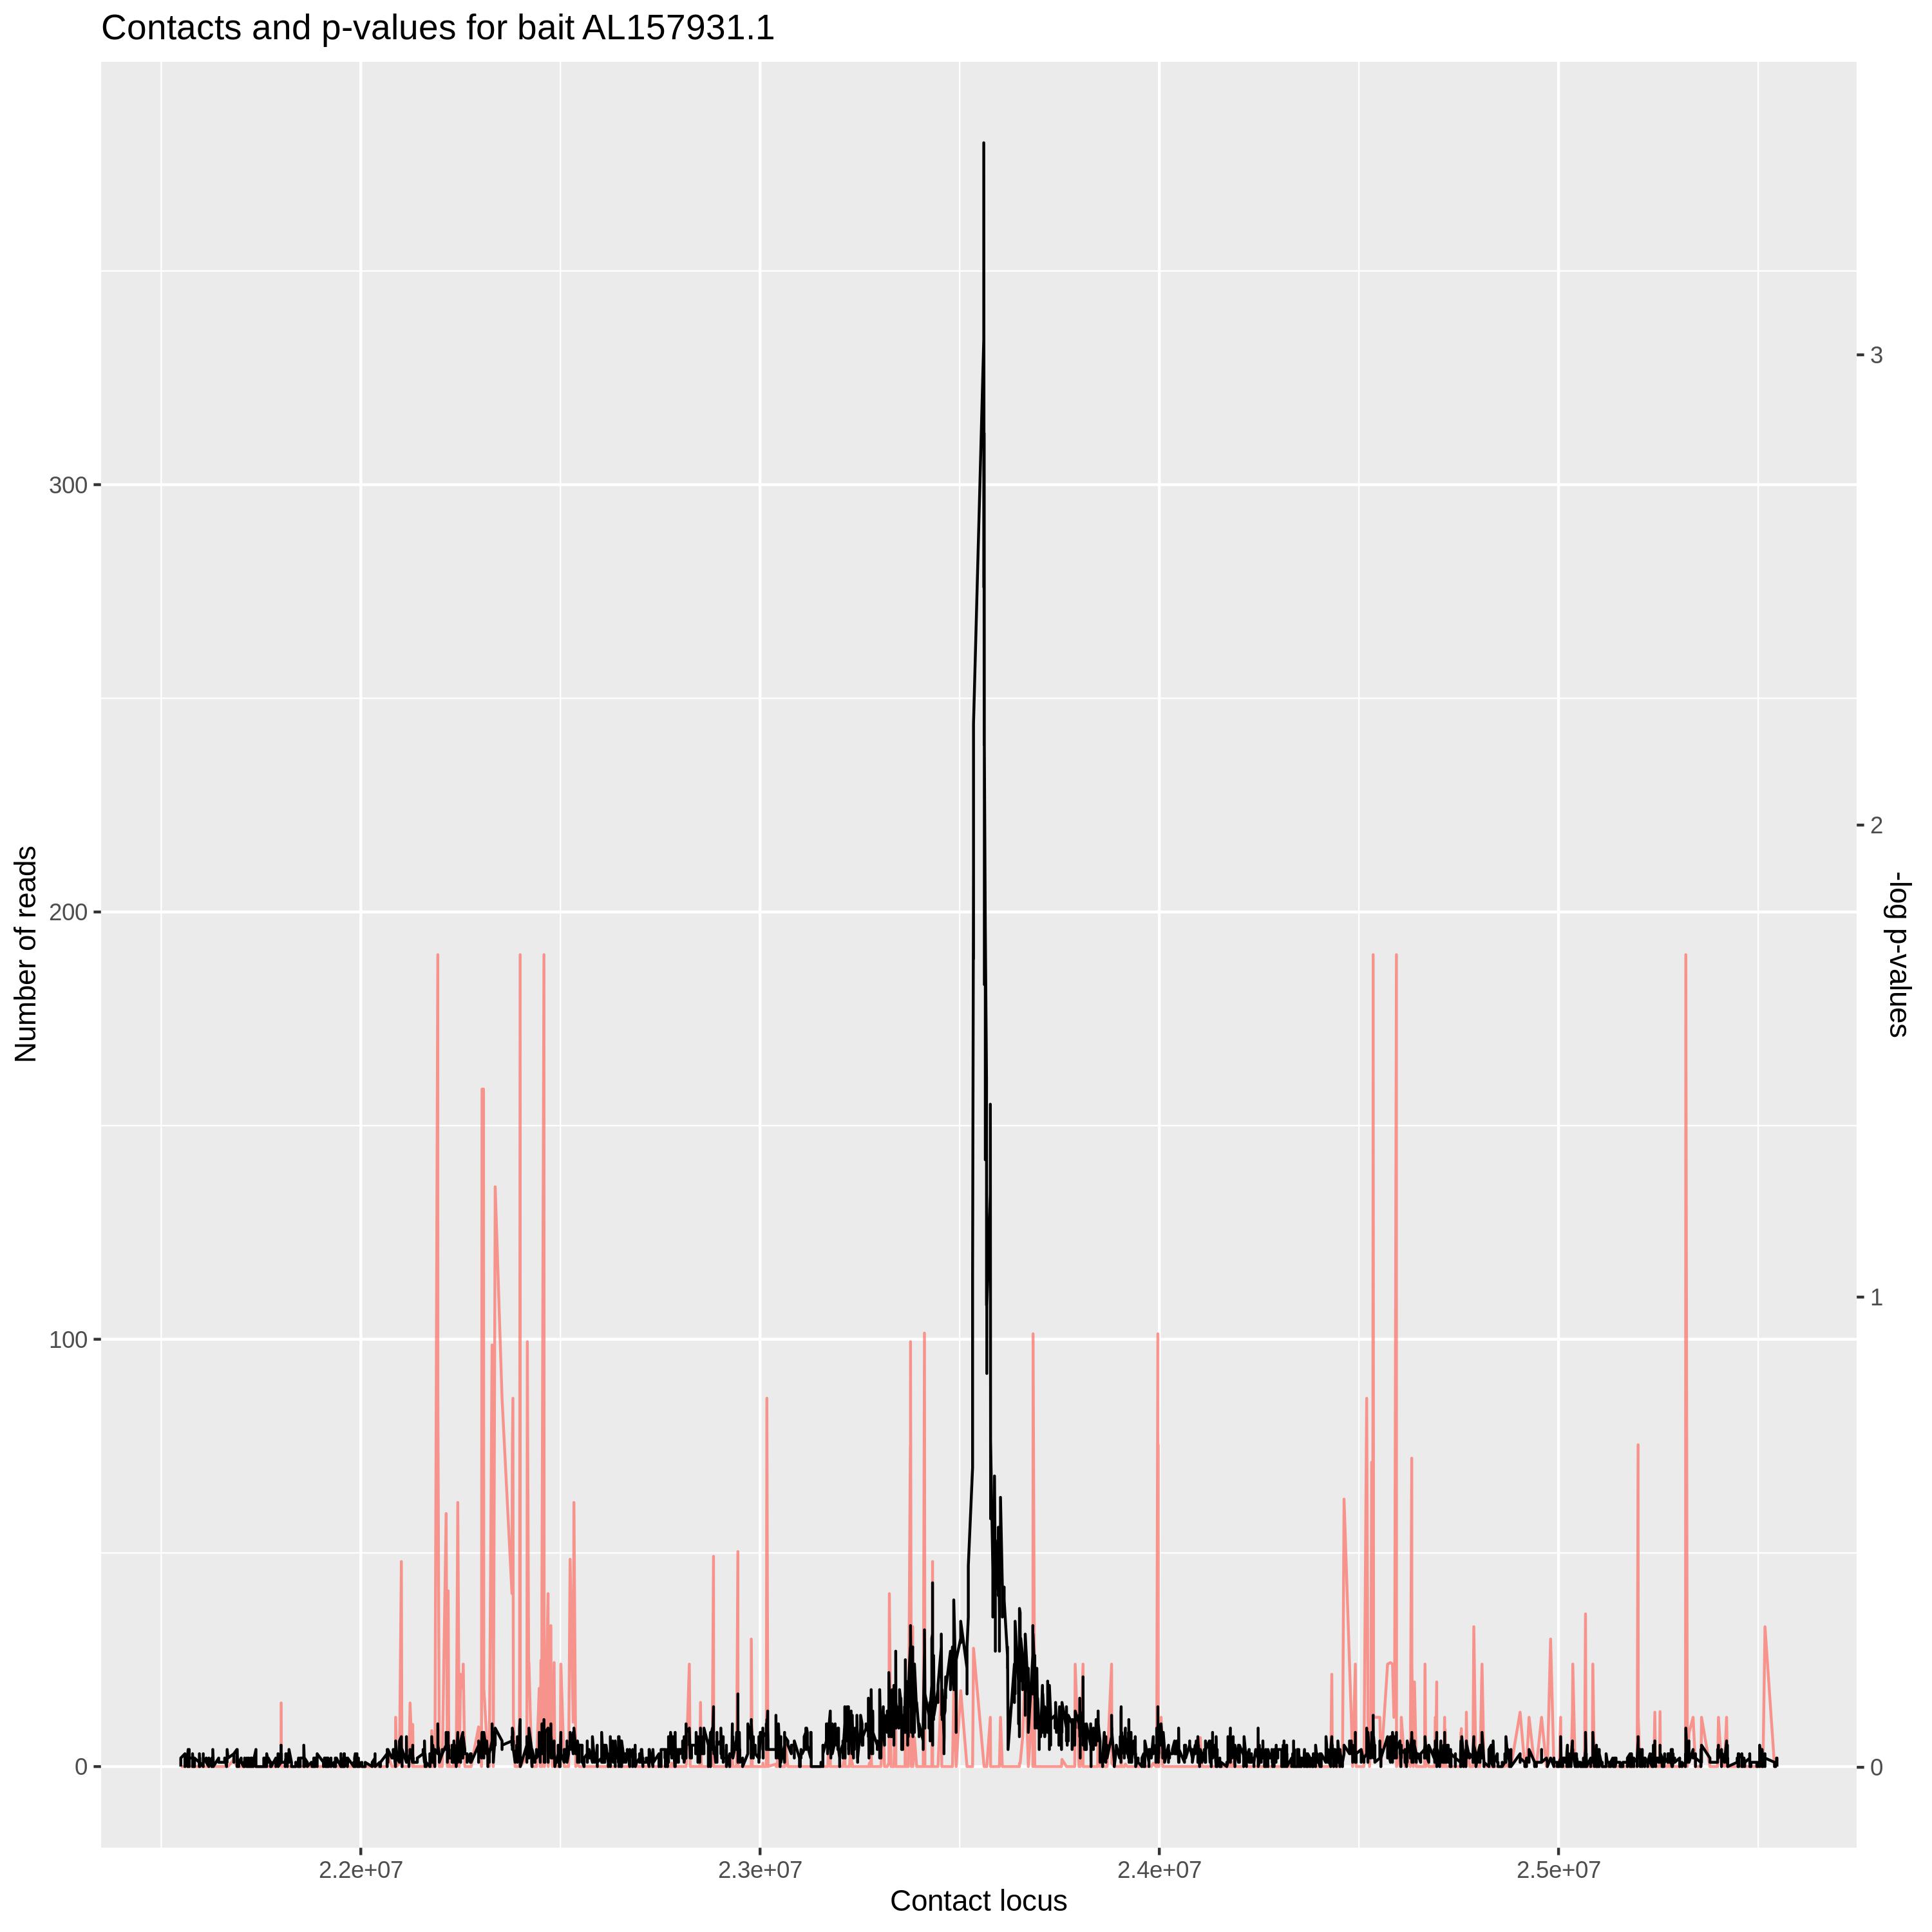 Contacts and p-values for bait AL157931.1
Number of reads
300
200
100
0
3
2
1
0
-log p-values
2.2e+07 2.3e+07 2.4e+07 2.5e+07
Contact locus